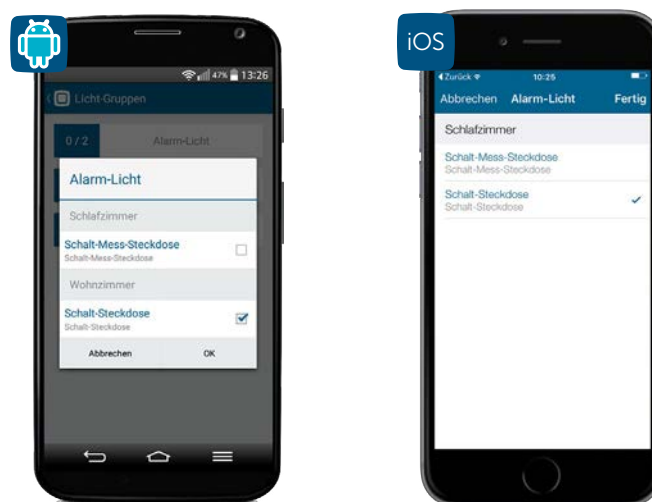 iOS
47% 13:26
Licht-Gruppen
0 / 2 Alarm-Licht
Alarm-Licht
Schlafzimmer
Schalt-Mess-Steckdose
Schalt-Mess-Steckdose
Wohnzimmer
Schalt-Steckdose
Schalt-Steckdose
Abbrechen OK
Zurück 10:25
Abbrechen Alarm-Licht Fertig
Schlafzimmer
Schalt-Mess-Steckdose
Schalt-Mess-Steckdose
Schalt-Steckdose
Schalt-Steckdose